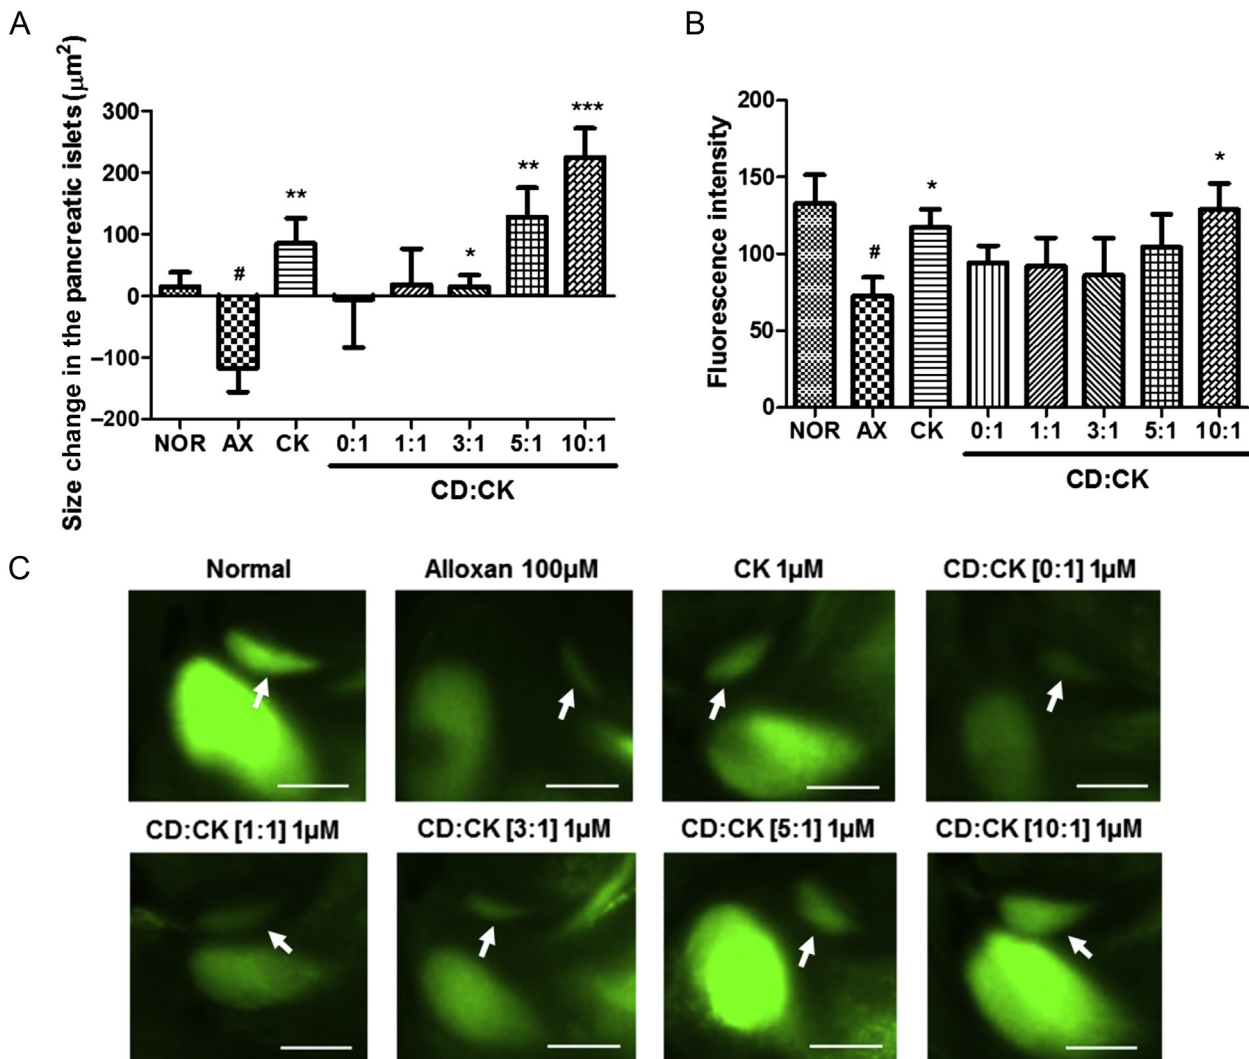 A
Size change in the pancreatic islets (μm²)
300
200
100
0
−100
−200
#
**
*
**
***
NOR AX CK 0:1 1:1 3:1 5:1 10:1
CD:CK
B
Fluorescence intensity
200
150
100
50
0
#
*
*
NOR AX CK 0:1 1:1 3:1 5:1 10:1
CD:CK
C
Normal
Alloxan 100μM
CK 1μM
CD:CK [0:1] 1μM
CD:CK [1:1] 1μM
CD:CK [3:1] 1μM
CD:CK [5:1] 1μM
CD:CK [10:1] 1μM